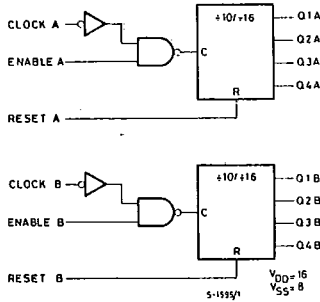 CLOCK A
ENABLE A
C
÷10/÷16
R
Q1A
Q2A
Q3A
Q4A
RESET A
CLOCK B
ENABLE B
C
÷10/÷16
R
Q1B
Q2B
Q3B
Q4B
RESET B
S-1595/1
VDD=16
VSS=8